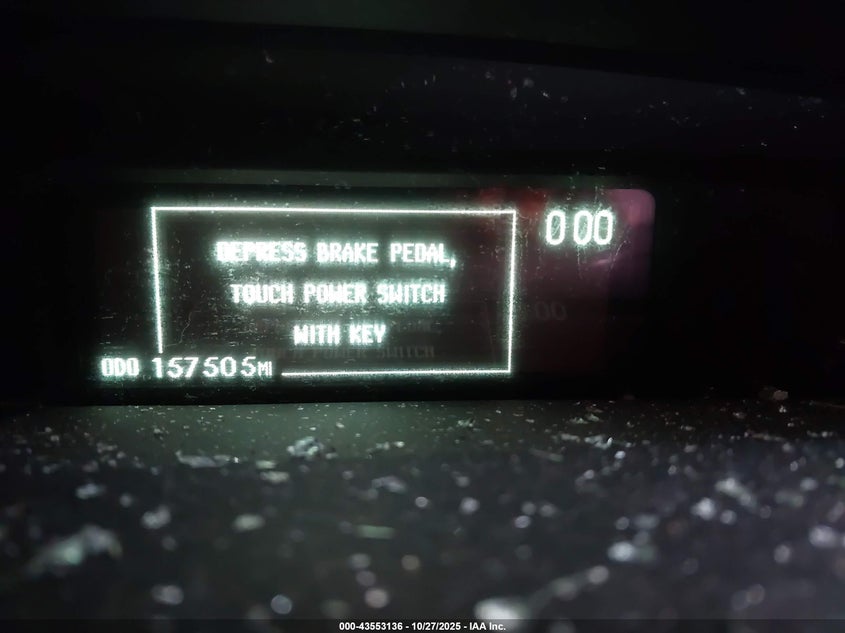 DEPRESS BRAKE PEDAL,
TOUCH POWER SWITCH
WITH KEY
0 00
ODO 157505MI
000-43553136 - 10/27/2025 - IAA Inc.